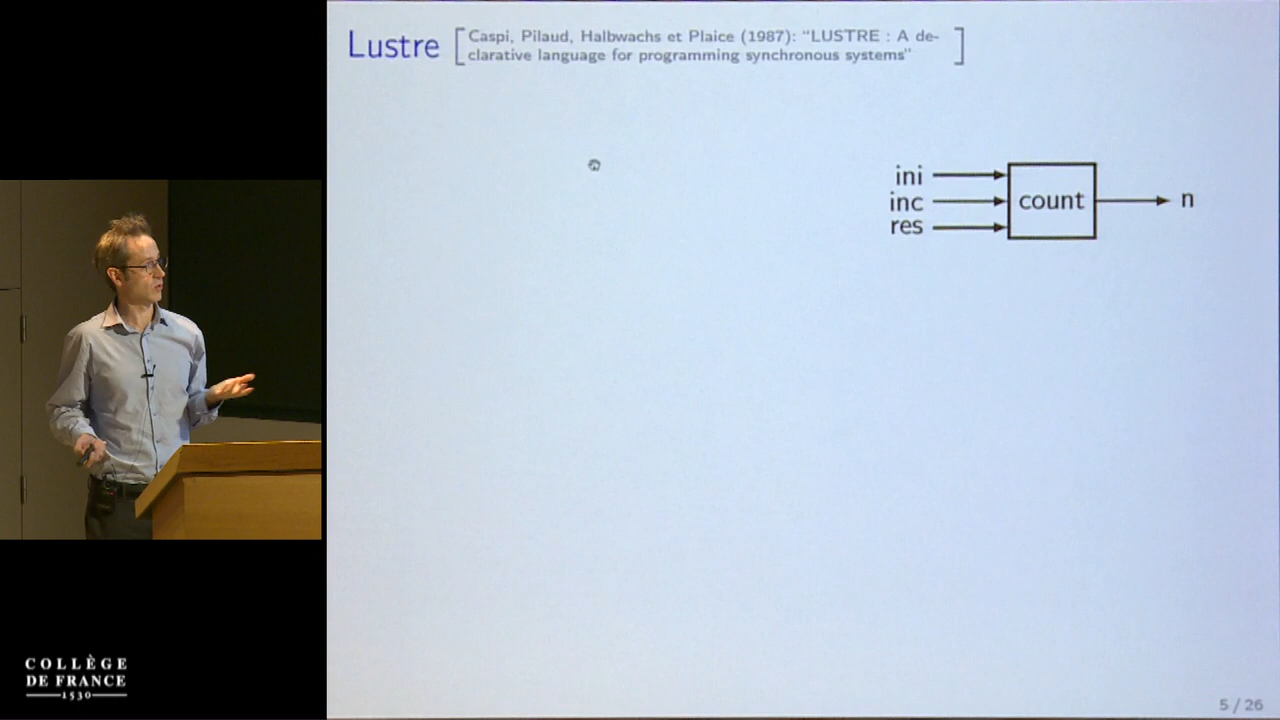 Lustre
Caspi, Pilaud, Halbwachs et Plaice (1987): “LUSTRE : A de-
clarative language for programming synchronous systems”
ini
inc
res
count
n
COLLÈGE
DE FRANCE
1530
5 / 26